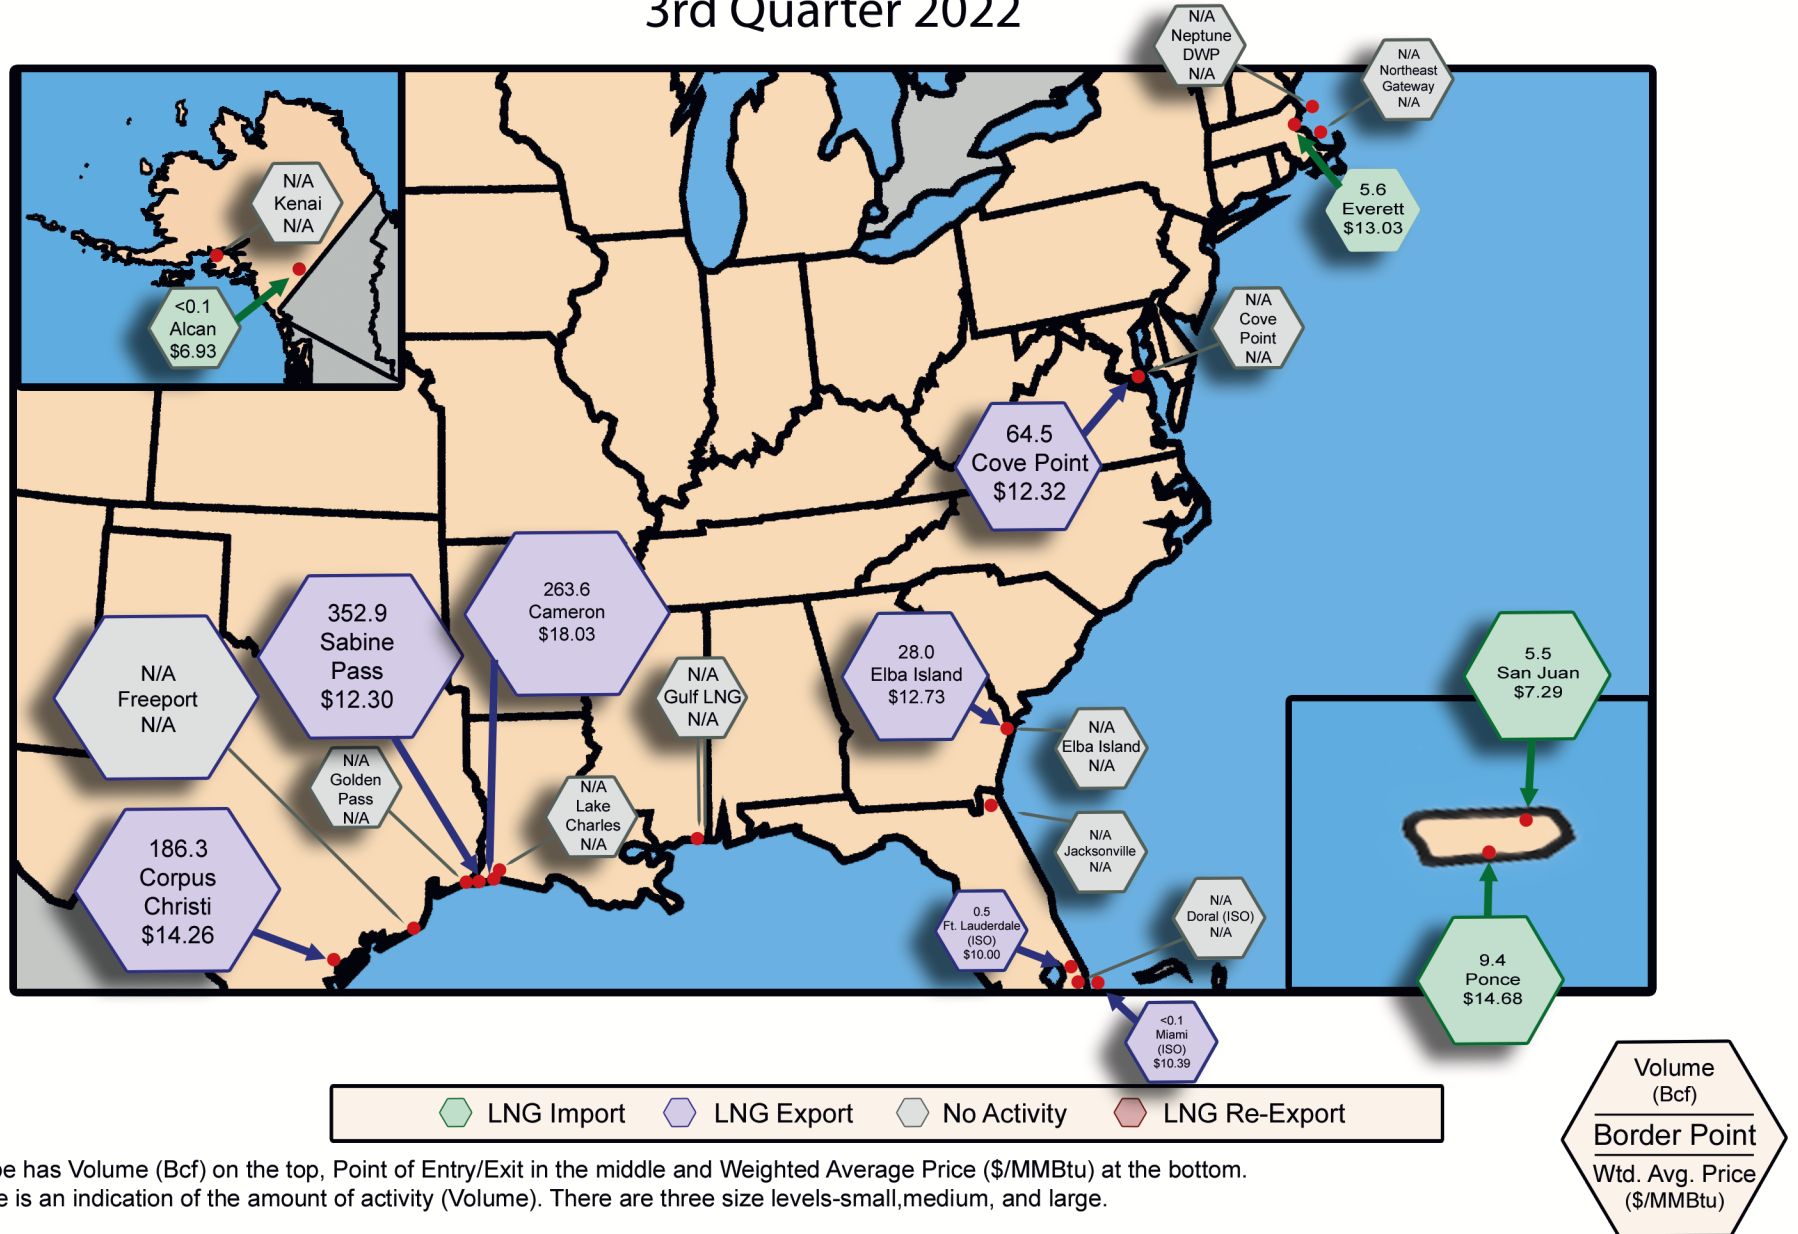 3rd Quarter 2022
N/A
Neptune
DWP
N/A
N/A
Northeast
Gateway
N/A
5.6
Everett
$13.03
N/A
Kenai
N/A
<0.1
Alcan
$6.93
N/A
Cove
Point
N/A
64.5
Cove Point
$12.32
263.6
Cameron
$18.03
352.9
Sabine
Pass
$12.30
N/A
Freeport
N/A
N/A
Gulf LNG
N/A
28.0
Elba Island
$12.73
5.5
San Juan
$7.29
N/A
Elba Island
N/A
N/A
Golden
Pass
N/A
N/A
Lake
Charles
N/A
186.3
Corpus
Christi
$14.26
N/A
Jacksonville
N/A
0.5
Ft. Lauderdale
(ISO)
$10.00
N/A
Doral (ISO)
N/A
9.4
Ponce
$14.68
<0.1
Miami
(ISO)
$10.39
LNG Import
LNG Export
No Activity
LNG Re-Export
Volume
(Bcf)
Border Point
Wtd. Avg. Price
($/MMBtu)
has Volume (Bcf) on the top, Point of Entry/Exit in the middle and Weighted Average Price ($/MMBtu) at the bottom.
is an indication of the amount of activity (Volume). There are three size levels-small,medium, and large.